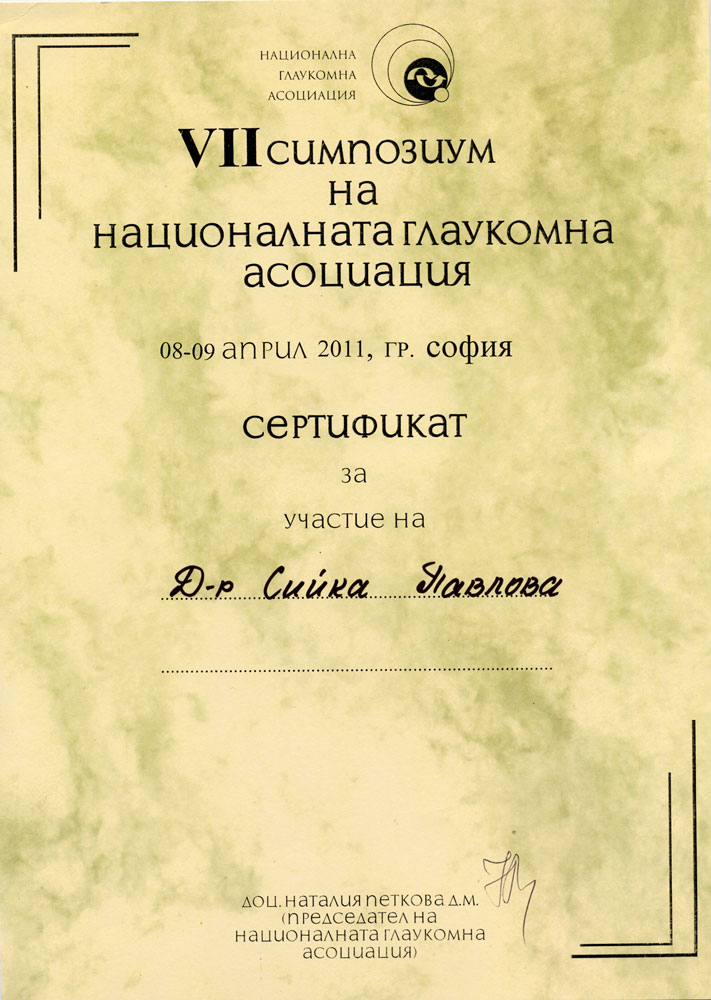 НАЦИОНАЛНА
ГЛАУКОМНА
АСОЦИАЦИЯ
VII СИМПОЗИУМ
НА
НАЦИОНАЛНАТА ГЛАУКОМНА
АСОЦИАЦИЯ
08-09 АПРИЛ 2011, ГР. СОФИЯ
СЕРТИФИКАТ
ЗА
УЧАСТИЕ НА
Д-р Сийка Павлова
ДОЦ. НАТАЛИЯ ПЕТКОВА Д.М.
(ПРЕДСЕДАТЕЛ НА
НАЦИОНАЛНАТА ГЛАУКОМНА
АСОЦИАЦИЯ)